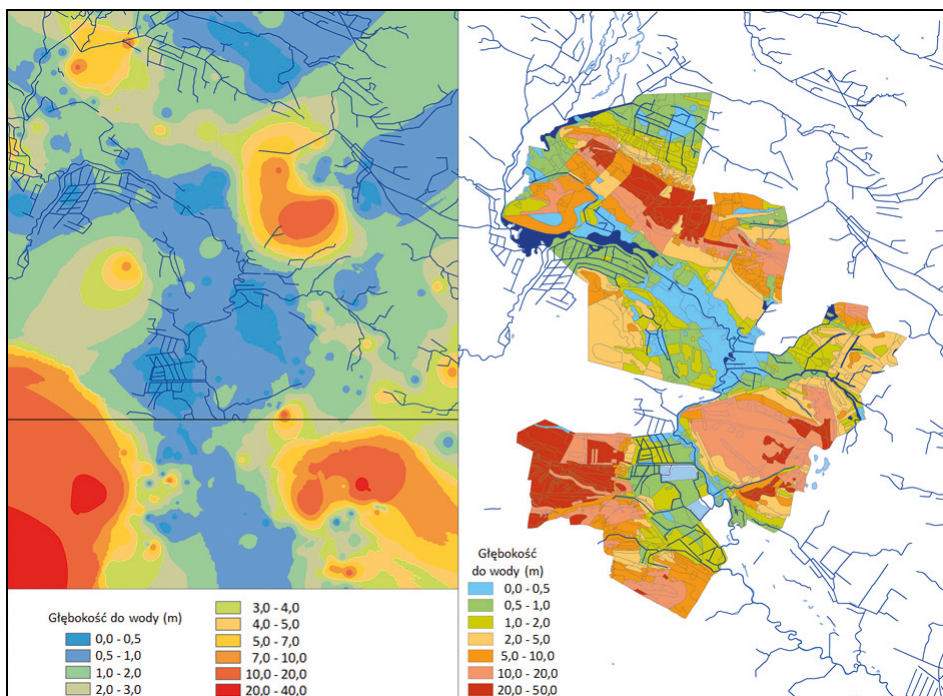 Głębokość do wody (m)
0,0 - 0,5
0,5 - 1,0
1,0 - 2,0
2,0 - 3,0
3,0 - 4,0
4,0 - 5,0
5,0 - 7,0
7,0 - 10,0
10,0 - 20,0
20,0 - 40,0
Głębokość
do wody (m)
0,0 - 0,5
0,5 - 1,0
1,0 - 2,0
2,0 - 5,0
5,0 - 10,0
10,0 - 20,0
20,0 - 50,0